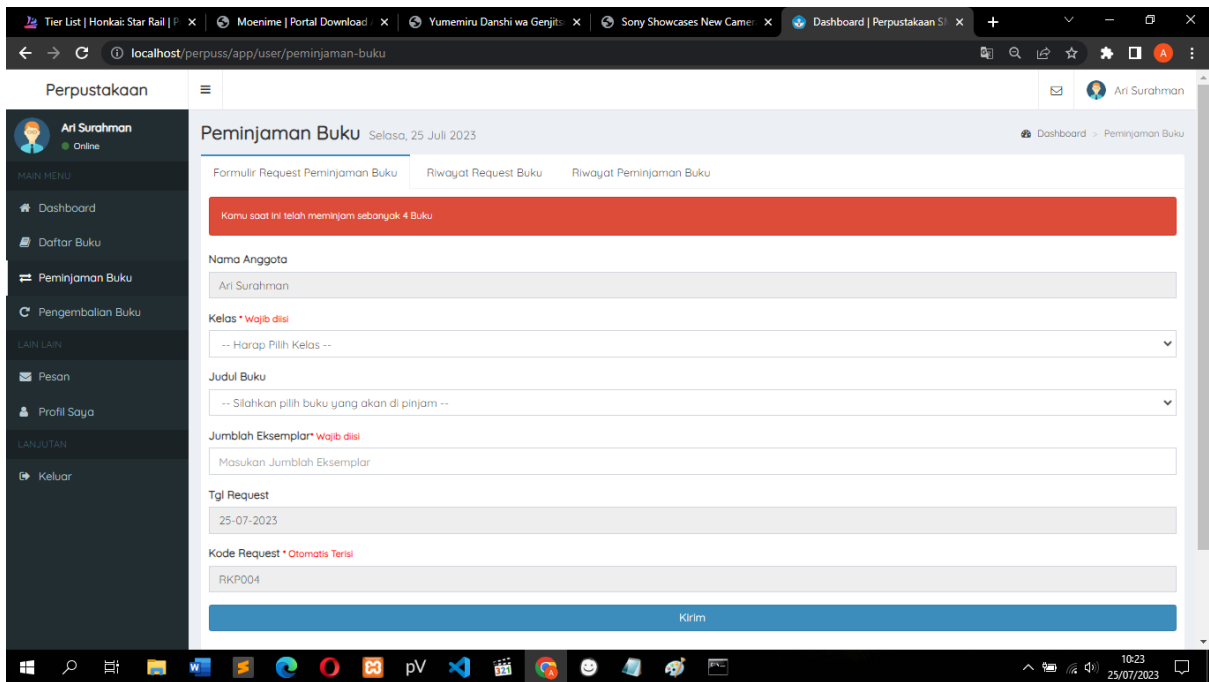 Tier List | Honkai: Star Rail | P
Moenime | Portal Download
Yumemiru Danshi wa Genjits
Sony Showcases New Camer
Dashboard | Perpustakaan S
localhost/perpuss/app/user/peminjaman-buku
A
Perpustakaan
Ari Surahman
Ari Surahman
Online
Peminjaman Buku Selasa, 25 Juli 2023
Dashboard > Peminjaman Buku
MAIN MENU
Dashboard
Daftar Buku
Peminjaman Buku
Pengembalian Buku
LAIN LAIN
Pesan
Profil Saya
LANJUTAN
Keluar
Formulir Request Peminjaman Buku
Riwayat Request Buku
Riwayat Peminjaman Buku
Kamu saat ini telah meminjam sebanyak 4 Buku
Nama Anggota
Ari Surahman
Kelas * Wajib diisi
-- Harap Pilih Kelas --
Judul Buku
-- Silahkan pilih buku yang akan di pinjam --
Jumblah Eksemplar* Wajib diisi
Masukan Jumblah Eksemplar
Tgl Request
25-07-2023
Kode Request * Otomatis Terisi
RKP004
Kirim
pV
10:23
25/07/2023